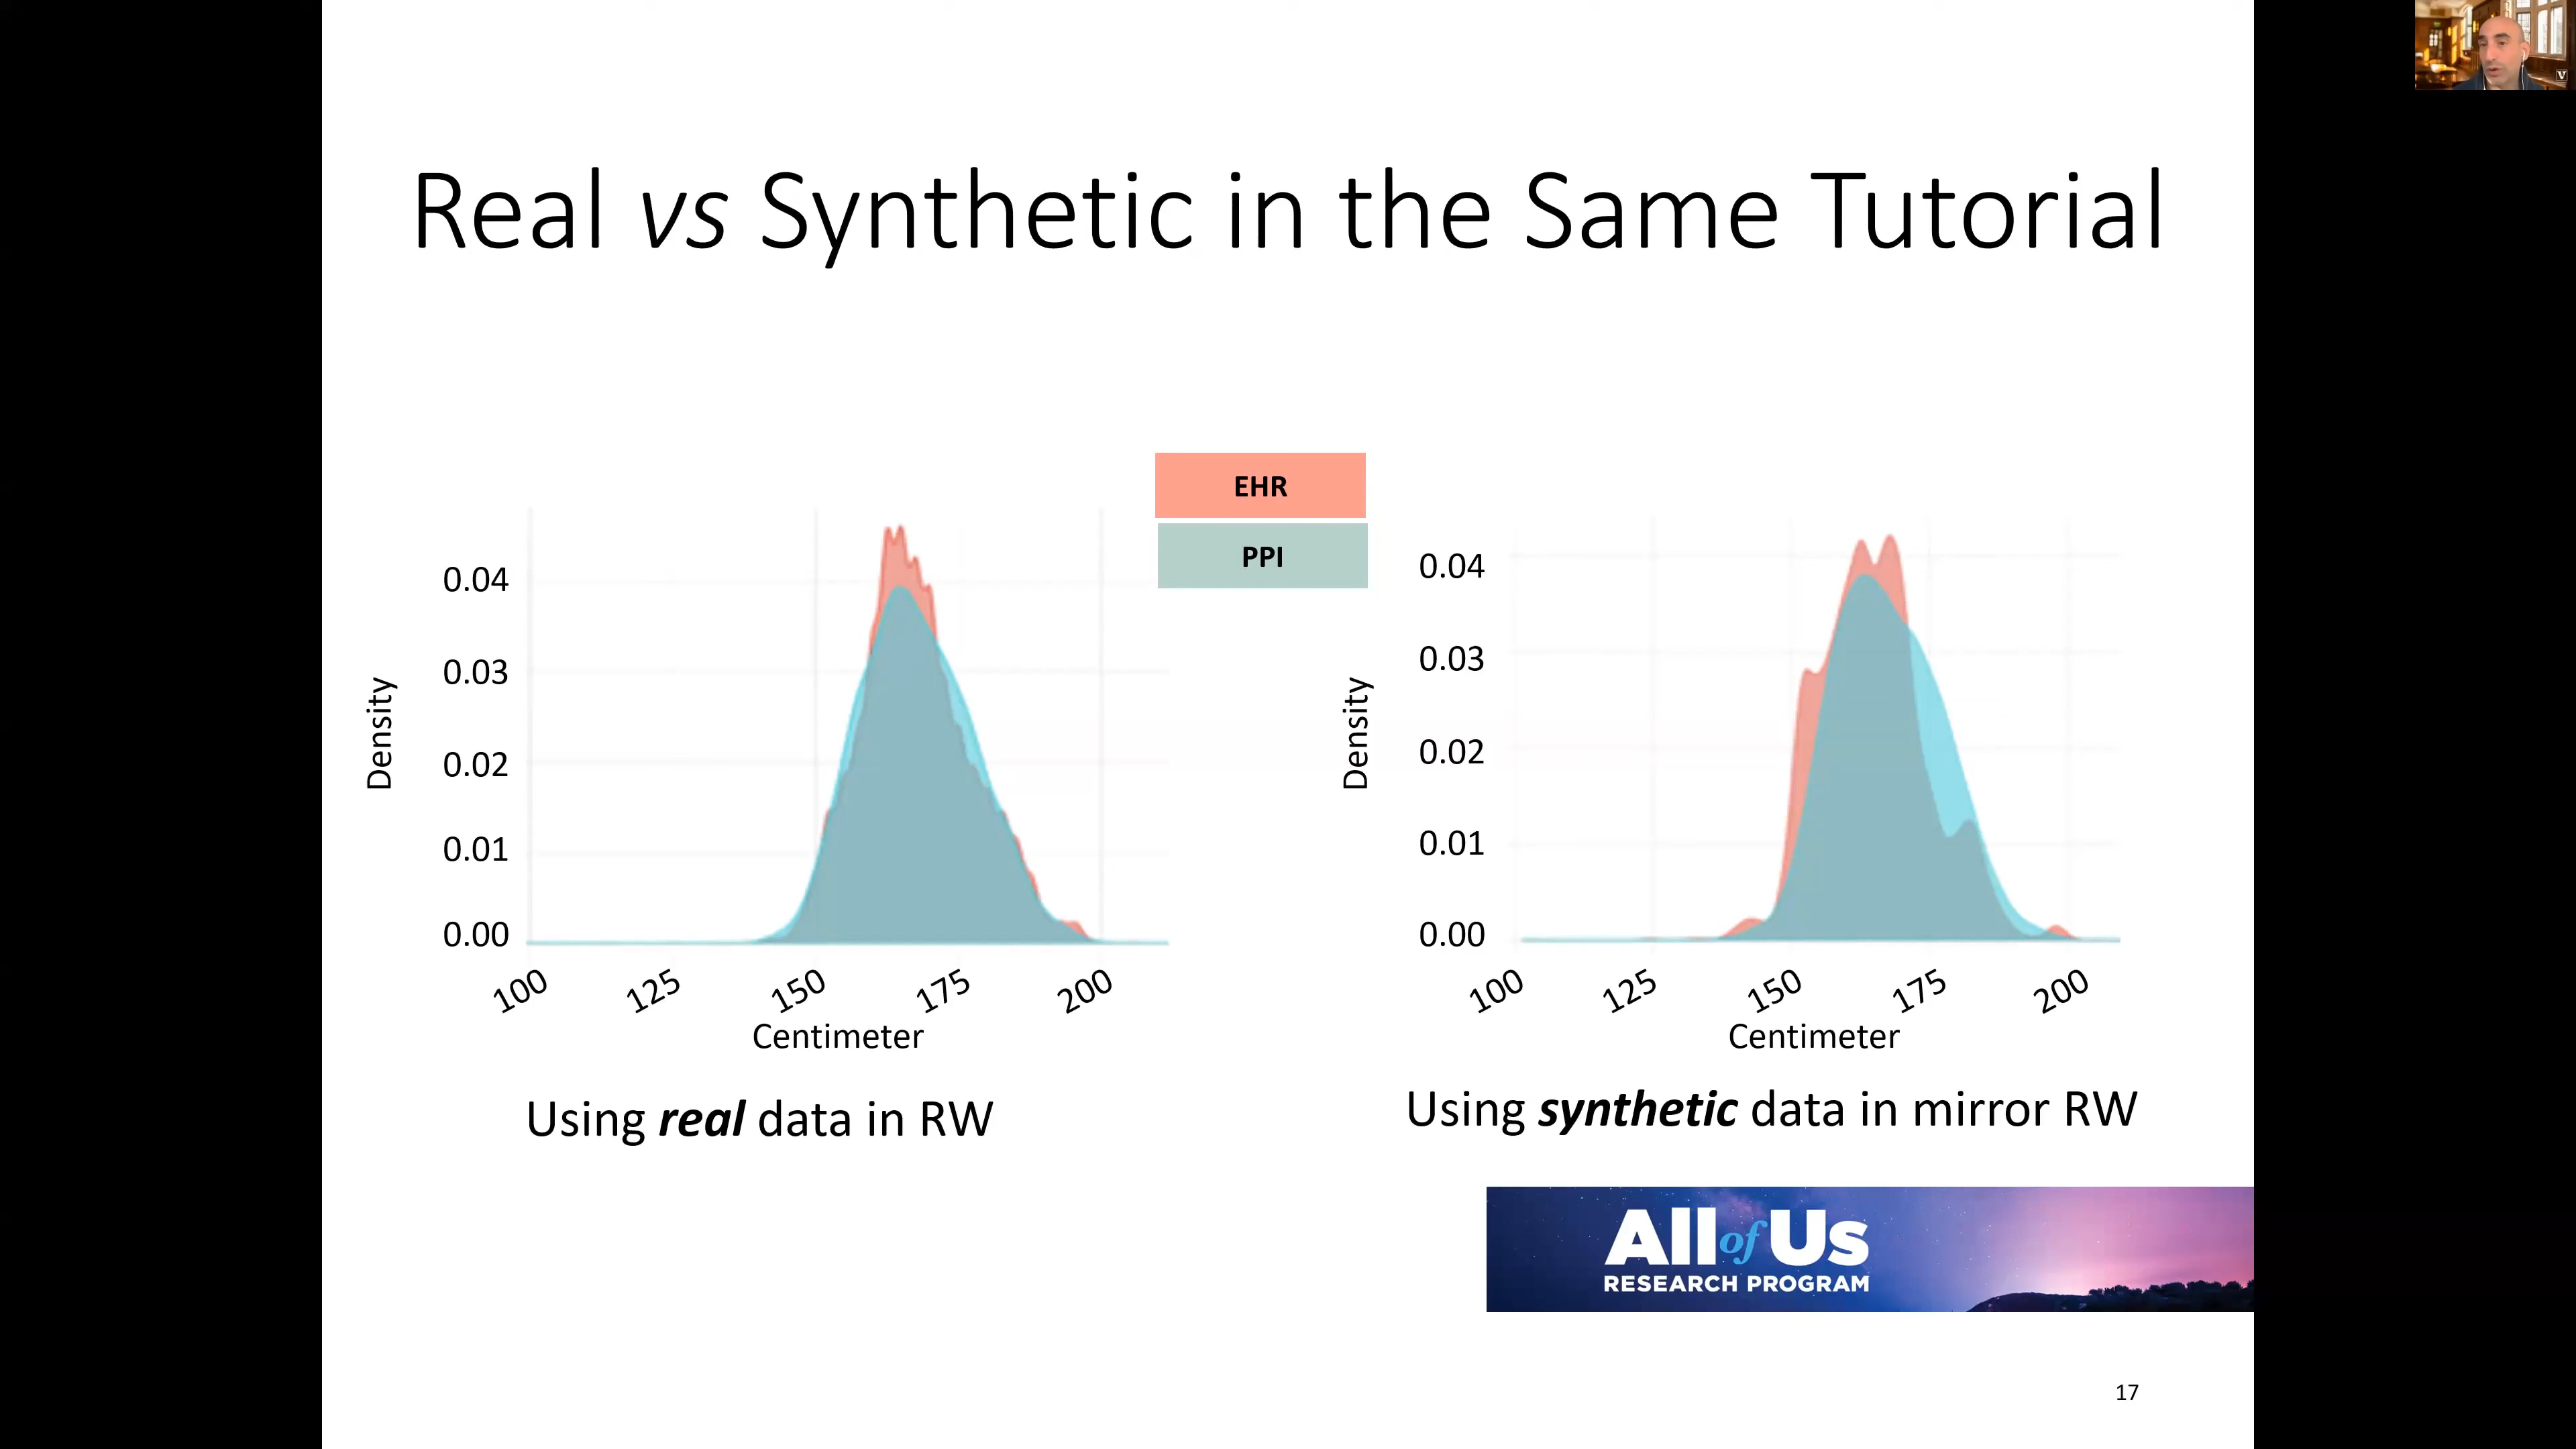 Real vs Synthetic in the Same Tutorial
EHR
PPI
Density
0.04
0.03
0.02
0.01
0.00
100 125 150 175 200
Centimeter
Using real data in RW
Density
0.04
0.03
0.02
0.01
0.00
100 125 150 175 200
Centimeter
Using synthetic data in mirror RW
All of Us
RESEARCH PROGRAM
17
V